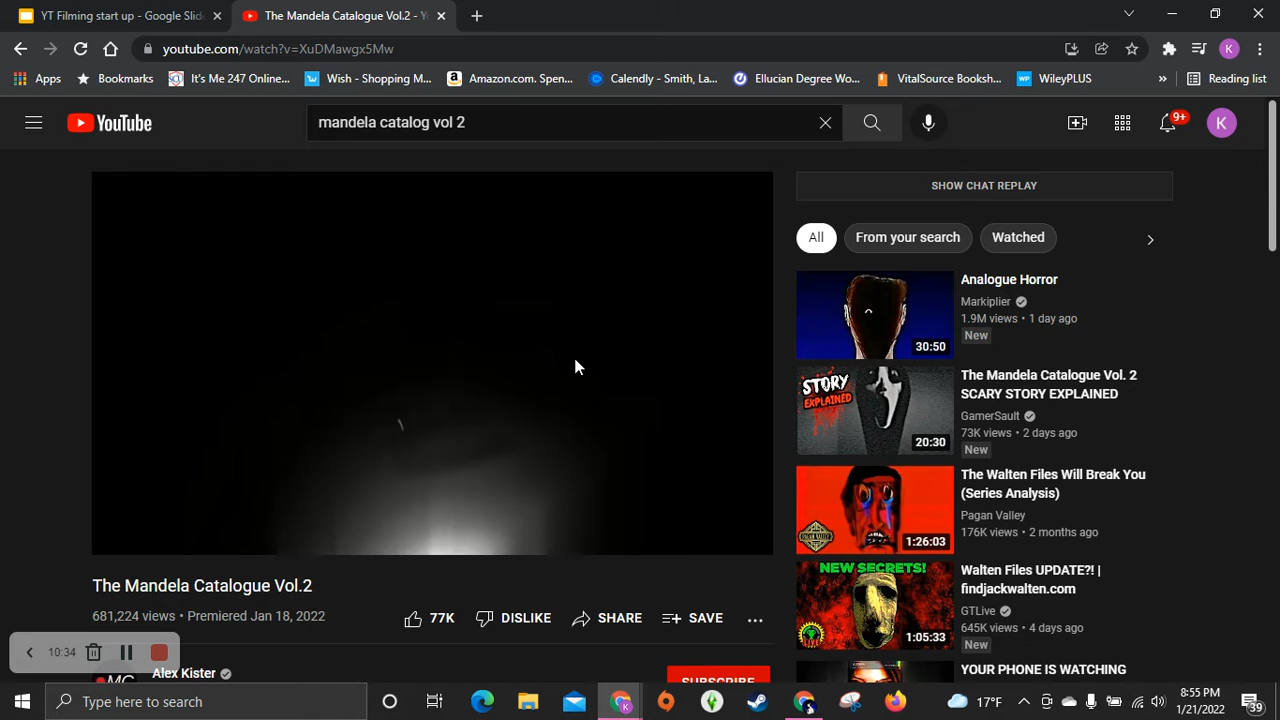 YT Filming start up - Google Slide
The Mandela Catalogue Vol.2 - Y
youtube.com/watch?v=XuDMawgx5Mw
Apps
Bookmarks
It's Me 247 Online...
Wish - Shopping M...
Amazon.com. Spen...
Calendly - Smith, La...
Ellucian Degree Wo...
VitalSource Booksh...
WP WileyPLUS
Reading list
YouTube
mandela catalog vol 2
9+
K
SHOW CHAT REPLAY
All
From your search
Watched
Analogue Horror
Markiplier
1.9M views • 1 day ago
New
30:50
STORY
EXPLAINED
The Mandela Catalogue Vol. 2
SCARY STORY EXPLAINED
GamerSault
73K views • 2 days ago
New
20:30
The Walten Files Will Break You
(Series Analysis)
Pagan Valley
176K views • 2 months ago
1:26:03
NEW SECRETS!
Walten Files UPDATE?! |
findjackwalten.com
GTLive
645K views • 4 days ago
New
1:05:33
YOUR PHONE IS WATCHING
The Mandela Catalogue Vol.2
681,224 views • Premiered Jan 18, 2022
77K
DISLIKE
SHARE
SAVE
10:34
MC
Alex Kister
SUBSCRIBE
Type here to search
17°F
8:55 PM
1/21/2022
39